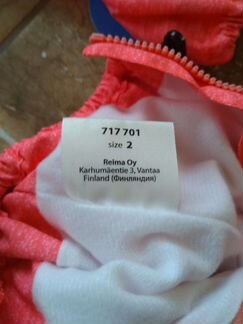 717 701
size 2
Reima Oy
Karhumäentie 3, Vantaa
Finland (Финляндия)